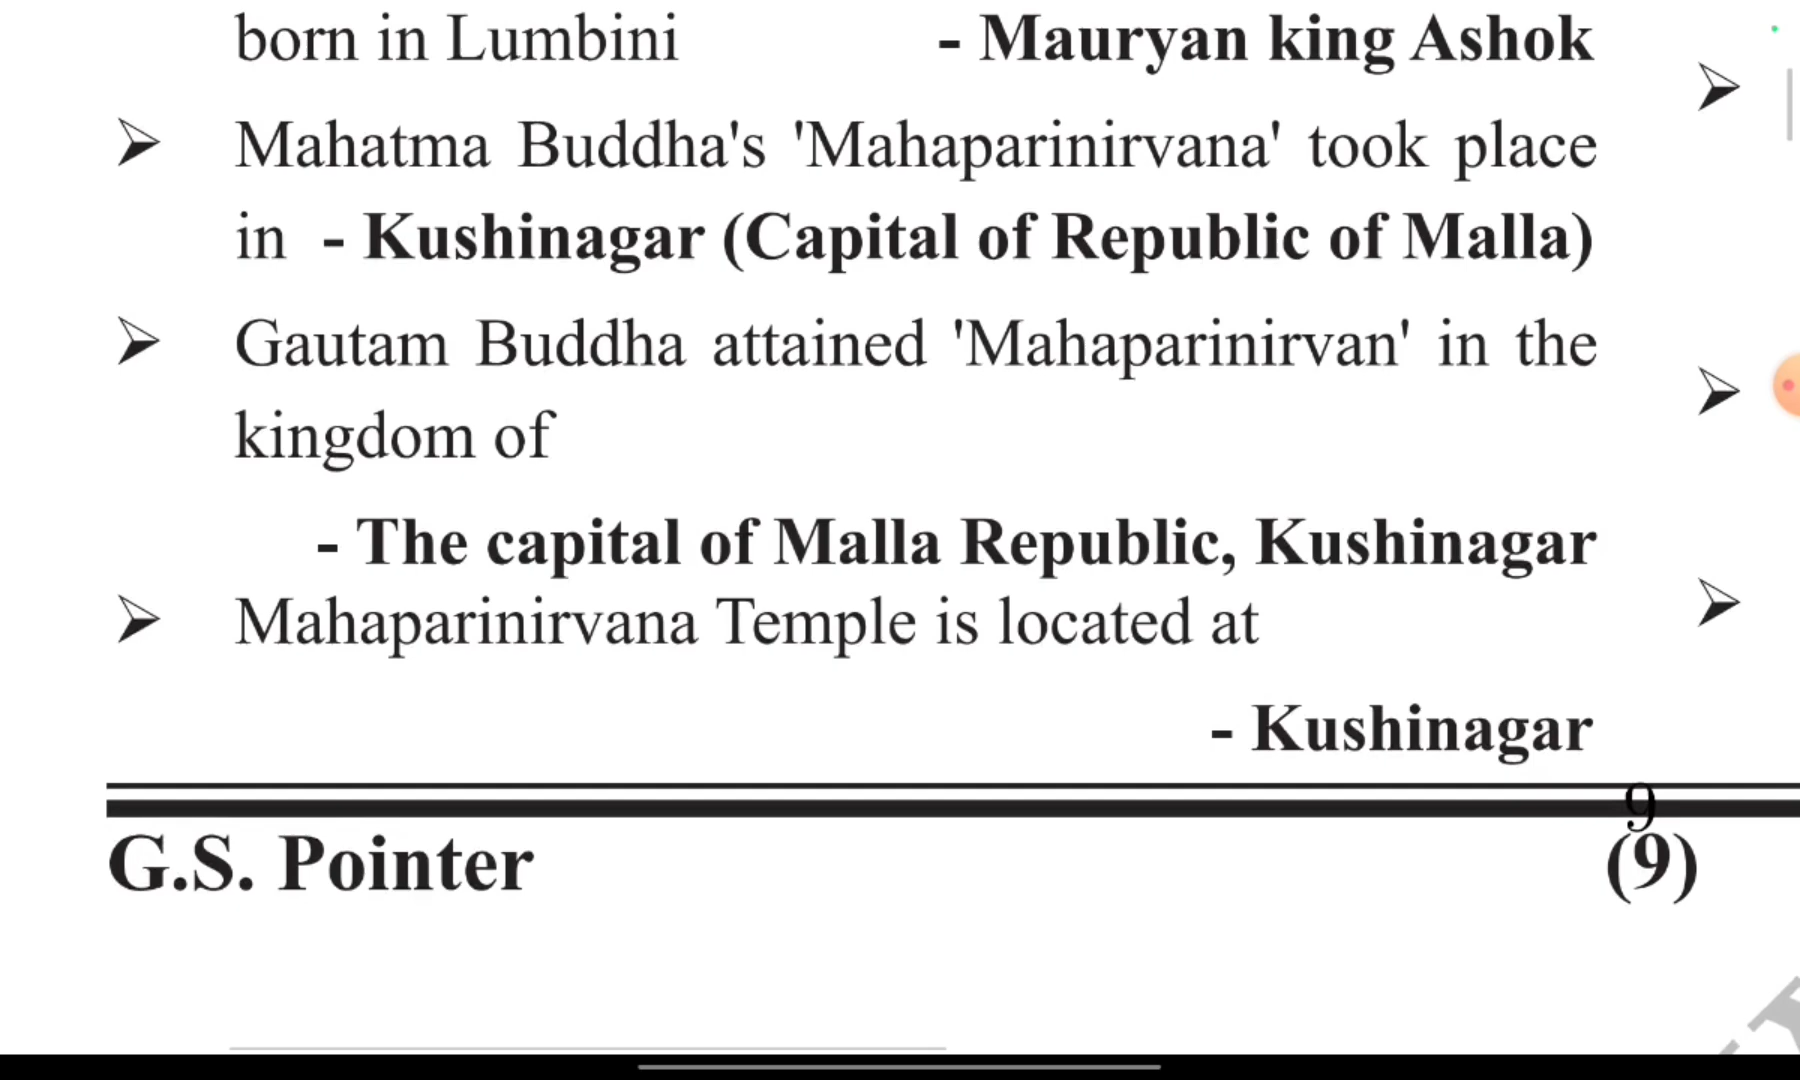 born in Lumbini - Mauryan king Ashok
➢ Mahatma Buddha's 'Mahaparinirvana' took place
in - Kushinagar (Capital of Republic of Malla)
➢ Gautam Buddha attained 'Mahaparinirvan' in the
kingdom of
- The capital of Malla Republic, Kushinagar
➢ Mahaparinirvana Temple is located at
- Kushinagar
9
G.S. Pointer (9)